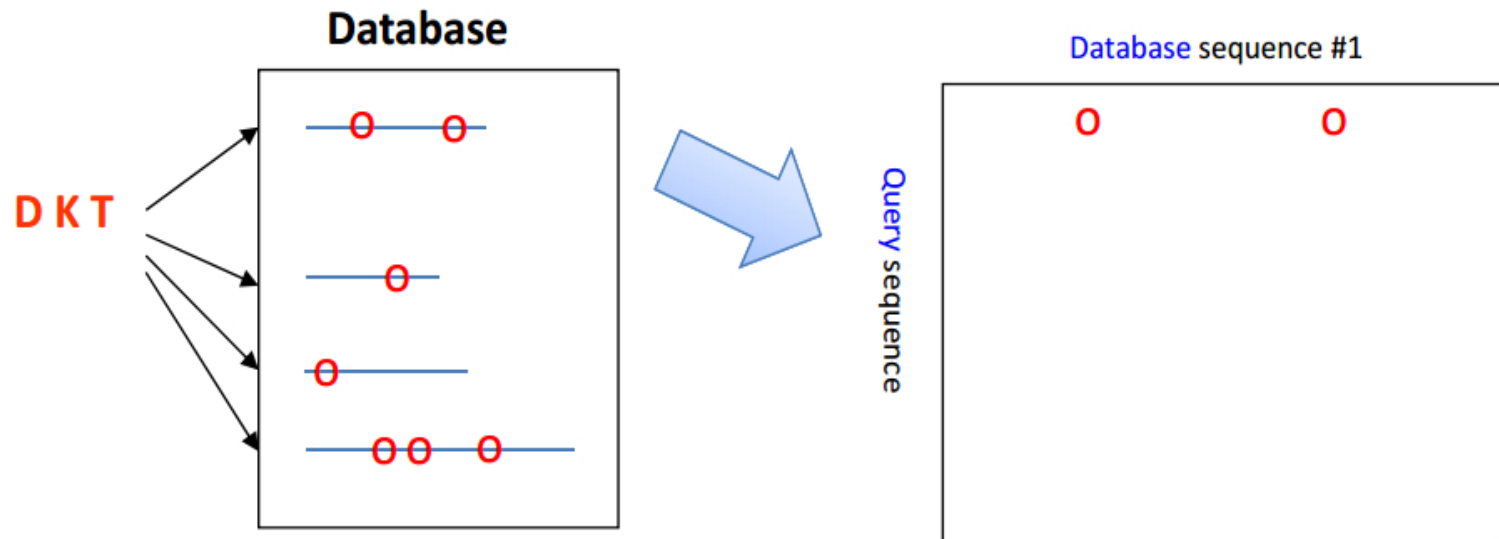 Database
Database sequence #1
O O
O O
D K T
Query sequence
O
O
O O O